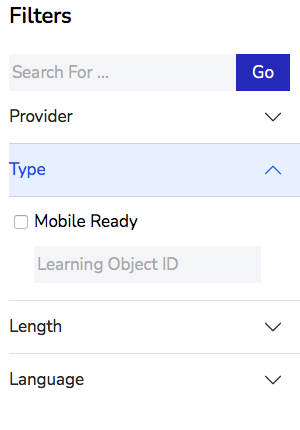 Filters
Search For ... Go
Provider
Type
Mobile Ready
Learning Object ID
Length
Language